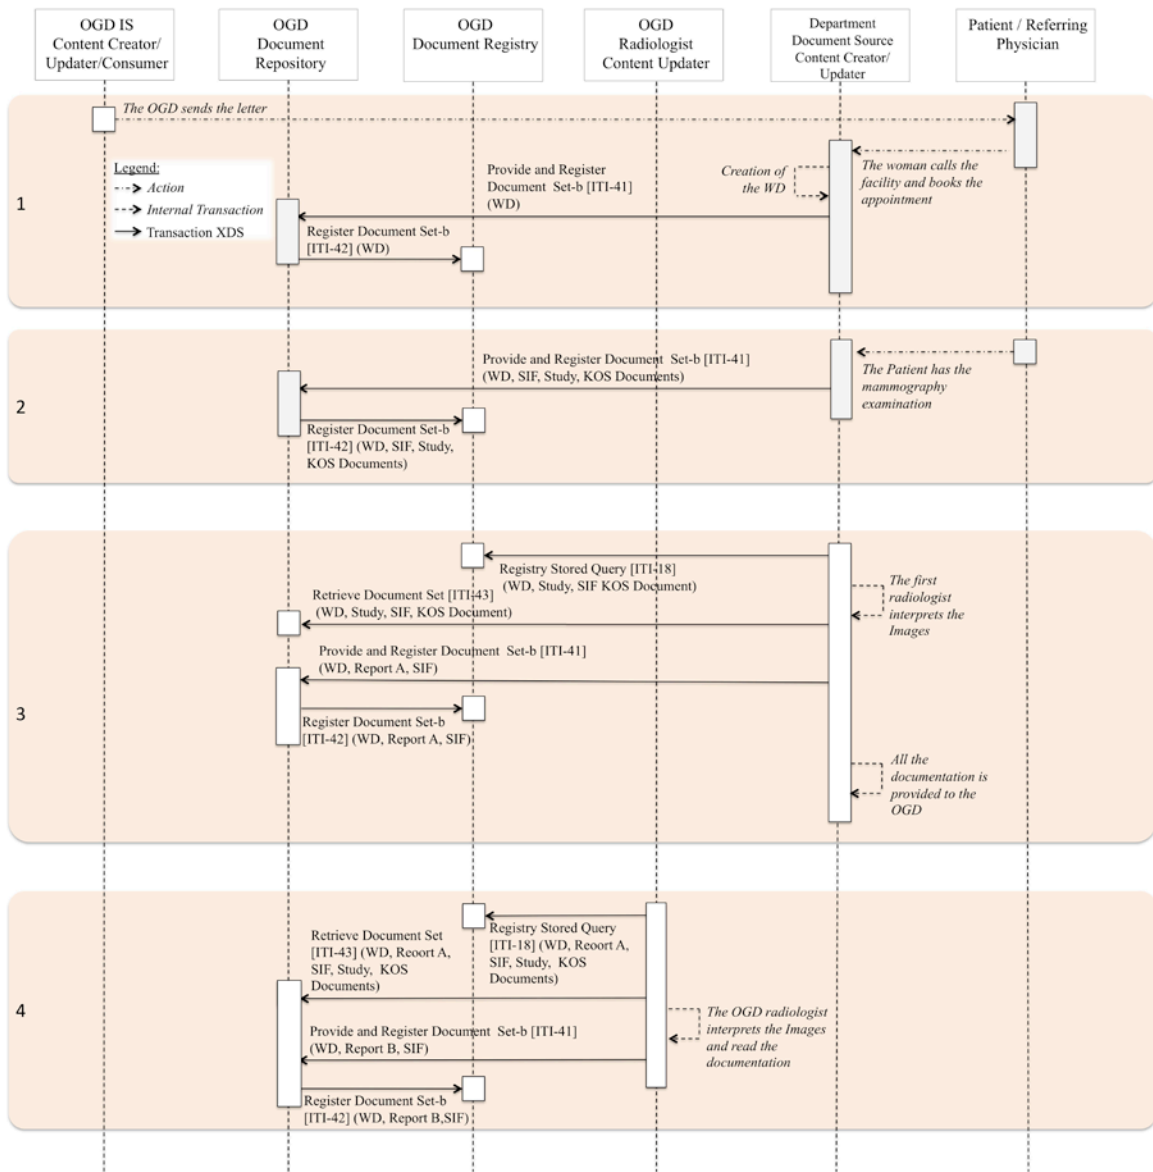 OGD IS
Content Creator/
Updater/Consumer
OGD
Document
Repository
OGD
Document Registry
OGD
Radiologist
Content Updater
Department
Document Source
Content Creator/
Updater
Patient / Referring
Physician
1
The OGD sends the letter
Legend:
Action
Internal Transaction
Transaction XDS
Provide and Register
Document Set-b [ITI-41]
(WD)
Creation of
the WD
The woman calls the
facility and books the
appointment
Register Document Set-b
[ITI-42] (WD)
2
Provide and Register Document Set-b [ITI-41]
(WD, SIF, Study, KOS Documents)
The Patient has the
mammography
examination
Register Document Set-b
[ITI-42] (WD, SIF, Study,
KOS Documents)
3
Registry Stored Query [ITI-18]
(WD, Study, SIF KOS Document)
The first
radiologist
interprets the
Images
Retrieve Document Set [ITI-43]
(WD, Study, SIF, KOS Document)
Provide and Register Document Set-b [ITI-41]
(WD, Report A, SIF)
Register Document Set-b
[ITI-42] (WD, Report A, SIF)
All the
documentation is
provided to the
OGD
4
Registry Stored Query
[ITI-18] (WD, Reoort A,
SIF, Study, KOS
Documents)
Retrieve Document Set
[ITI-43] (WD, Reoort A,
SIF, Study, KOS
Documents)
The OGD radiologist
interprets the Images
and read the
documentation
Provide and Register Document Set-b [ITI-41]
(WD, Report B, SIF)
Register Document Set-b
[ITI-42] (WD, Report B,SIF)